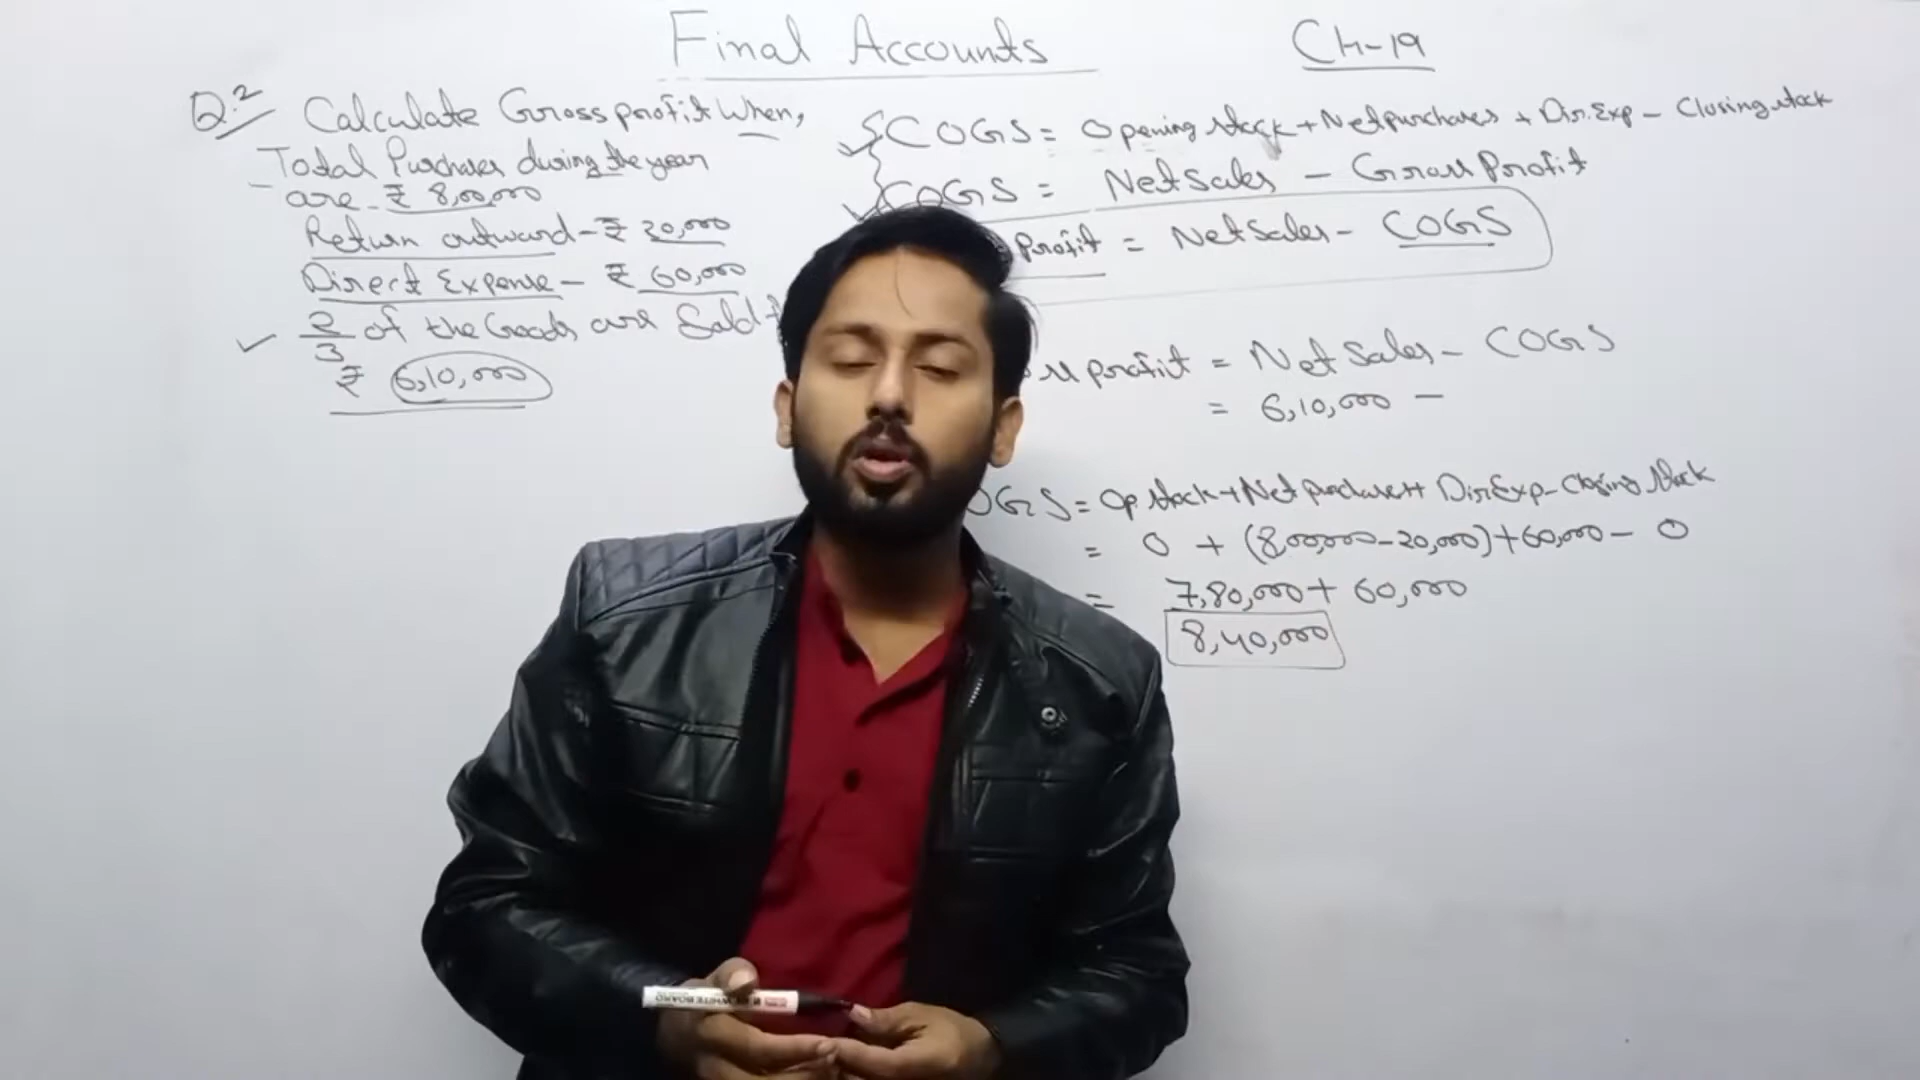 Final Accounts
Ch-19
Q.2 Calculate Gross profit When,
Total Purchases during the year
are - ₹ 8,00,000
Return outward - ₹ 20,000
Direct Expense - ₹ 60,000
2/3 of the Goods are Sold
₹ 6,10,000
COGS = Opening stock + Net purchases + Dir. Exp - Closing stock
COGS = Net Sales - Gross Profit
Profit = Net Sales - COGS
profit = Net Sales - COGS
= 6,10,000 -
OGS = Op. stock + Net purchase + Dir. Exp - Closing stock
= 0 + (8,00,000 - 20,000) + 60,000 - 0
= 7,80,000 + 60,000
8,40,000
WHITE BOARD